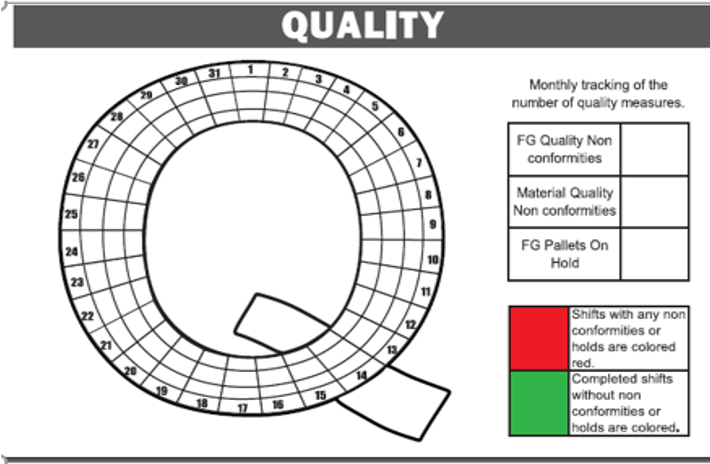 QUALITY
1
2
3
4
5
6
7
8
9
10
11
12
13
14
15
16
17
18
19
20
21
22
23
24
25
26
27
28
29
30
31
Monthly tracking of the
number of quality measures.
FG Quality Non
conformities
Material Quality
Non conformities
FG Pallets On
Hold
Shifts with any non
conformities or
holds are colored
red.
Completed shifts
without non
conformities or
holds are colored.